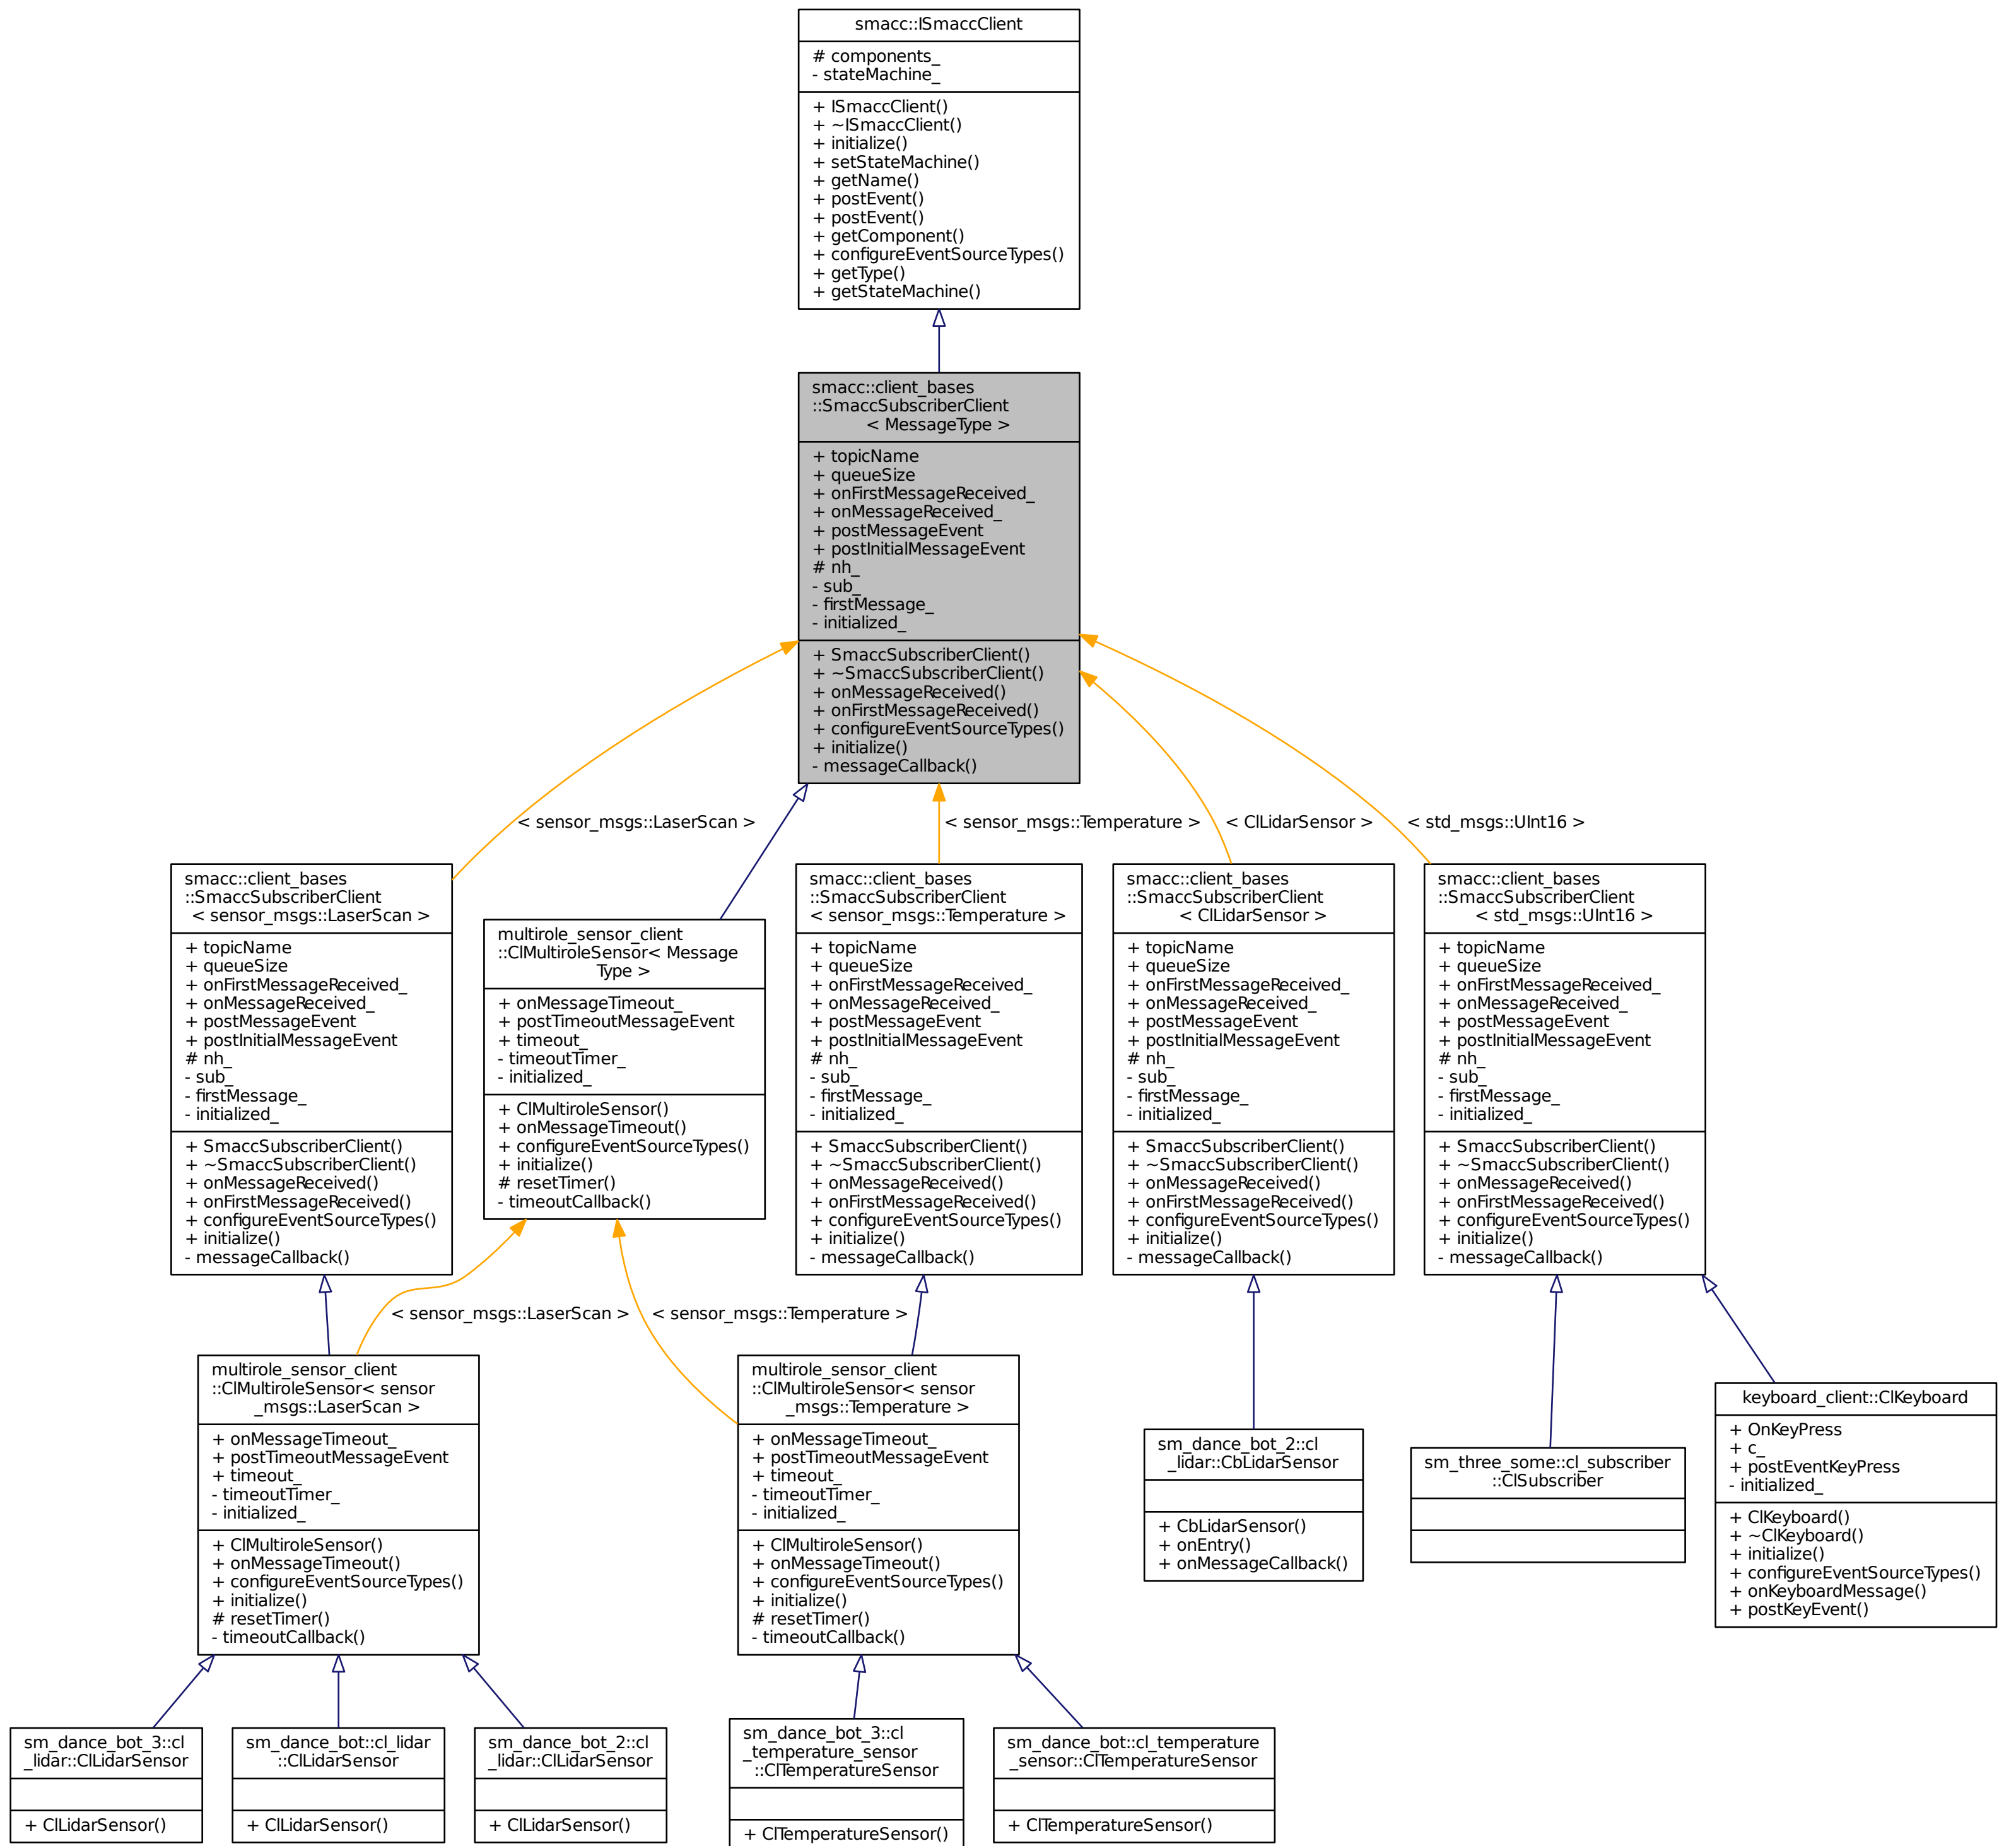 smacc::ISmaccClient
# components_
- stateMachine_
+ ISmaccClient()
+ ~ISmaccClient()
+ initialize()
+ setStateMachine()
+ getName()
+ postEvent()
+ postEvent()
+ getComponent()
+ configureEventSourceTypes()
+ getType()
+ getStateMachine()
smacc::client_bases
::SmaccSubscriberClient
< MessageType >
+ topicName
+ queueSize
+ onFirstMessageReceived_
+ onMessageReceived_
+ postMessageEvent
+ postInitialMessageEvent
# nh_
- sub_
- firstMessage_
- initialized_
+ SmaccSubscriberClient()
+ ~SmaccSubscriberClient()
+ onMessageReceived()
+ onFirstMessageReceived()
+ configureEventSourceTypes()
+ initialize()
- messageCallback()
< sensor_msgs::LaserScan >
< sensor_msgs::Temperature >
< ClLidarSensor >
< std_msgs::UInt16 >
smacc::client_bases
::SmaccSubscriberClient
< sensor_msgs::LaserScan >
+ topicName
+ queueSize
+ onFirstMessageReceived_
+ onMessageReceived_
+ postMessageEvent
+ postInitialMessageEvent
# nh_
- sub_
- firstMessage_
- initialized_
+ SmaccSubscriberClient()
+ ~SmaccSubscriberClient()
+ onMessageReceived()
+ onFirstMessageReceived()
+ configureEventSourceTypes()
+ initialize()
- messageCallback()
multirole_sensor_client
::ClMultiroleSensor< Message
Type >
+ onMessageTimeout_
+ postTimeoutMessageEvent
+ timeout_
- timeoutTimer_
- initialized_
+ ClMultiroleSensor()
+ onMessageTimeout()
+ configureEventSourceTypes()
+ initialize()
# resetTimer()
- timeoutCallback()
smacc::client_bases
::SmaccSubscriberClient
< sensor_msgs::Temperature >
+ topicName
+ queueSize
+ onFirstMessageReceived_
+ onMessageReceived_
+ postMessageEvent
+ postInitialMessageEvent
# nh_
- sub_
- firstMessage_
- initialized_
+ SmaccSubscriberClient()
+ ~SmaccSubscriberClient()
+ onMessageReceived()
+ onFirstMessageReceived()
+ configureEventSourceTypes()
+ initialize()
- messageCallback()
smacc::client_bases
::SmaccSubscriberClient
< ClLidarSensor >
+ topicName
+ queueSize
+ onFirstMessageReceived_
+ onMessageReceived_
+ postMessageEvent
+ postInitialMessageEvent
# nh_
- sub_
- firstMessage_
- initialized_
+ SmaccSubscriberClient()
+ ~SmaccSubscriberClient()
+ onMessageReceived()
+ onFirstMessageReceived()
+ configureEventSourceTypes()
+ initialize()
- messageCallback()
smacc::client_bases
::SmaccSubscriberClient
< std_msgs::UInt16 >
+ topicName
+ queueSize
+ onFirstMessageReceived_
+ onMessageReceived_
+ postMessageEvent
+ postInitialMessageEvent
# nh_
- sub_
- firstMessage_
- initialized_
+ SmaccSubscriberClient()
+ ~SmaccSubscriberClient()
+ onMessageReceived()
+ onFirstMessageReceived()
+ configureEventSourceTypes()
+ initialize()
- messageCallback()
< sensor_msgs::LaserScan >
< sensor_msgs::Temperature >
multirole_sensor_client
::ClMultiroleSensor< sensor
_msgs::LaserScan >
+ onMessageTimeout_
+ postTimeoutMessageEvent
+ timeout_
- timeoutTimer_
- initialized_
+ ClMultiroleSensor()
+ onMessageTimeout()
+ configureEventSourceTypes()
+ initialize()
# resetTimer()
- timeoutCallback()
multirole_sensor_client
::ClMultiroleSensor< sensor
_msgs::Temperature >
+ onMessageTimeout_
+ postTimeoutMessageEvent
+ timeout_
- timeoutTimer_
- initialized_
+ ClMultiroleSensor()
+ onMessageTimeout()
+ configureEventSourceTypes()
+ initialize()
# resetTimer()
- timeoutCallback()
sm_dance_bot_2::cl
_lidar::CbLidarSensor
+ CbLidarSensor()
+ onEntry()
+ onMessageCallback()
sm_three_some::cl_subscriber
::ClSubscriber
keyboard_client::ClKeyboard
+ OnKeyPress
+ c_
+ postEventKeyPress
- initialized_
+ ClKeyboard()
+ ~ClKeyboard()
+ initialize()
+ configureEventSourceTypes()
+ onKeyboardMessage()
+ postKeyEvent()
sm_dance_bot_3::cl
_lidar::ClLidarSensor
+ ClLidarSensor()
sm_dance_bot::cl_lidar
::ClLidarSensor
+ ClLidarSensor()
sm_dance_bot_2::cl
_lidar::ClLidarSensor
+ ClLidarSensor()
sm_dance_bot_3::cl
_temperature_sensor
::ClTemperatureSensor
+ ClTemperatureSensor()
sm_dance_bot::cl_temperature
_sensor::ClTemperatureSensor
+ ClTemperatureSensor()